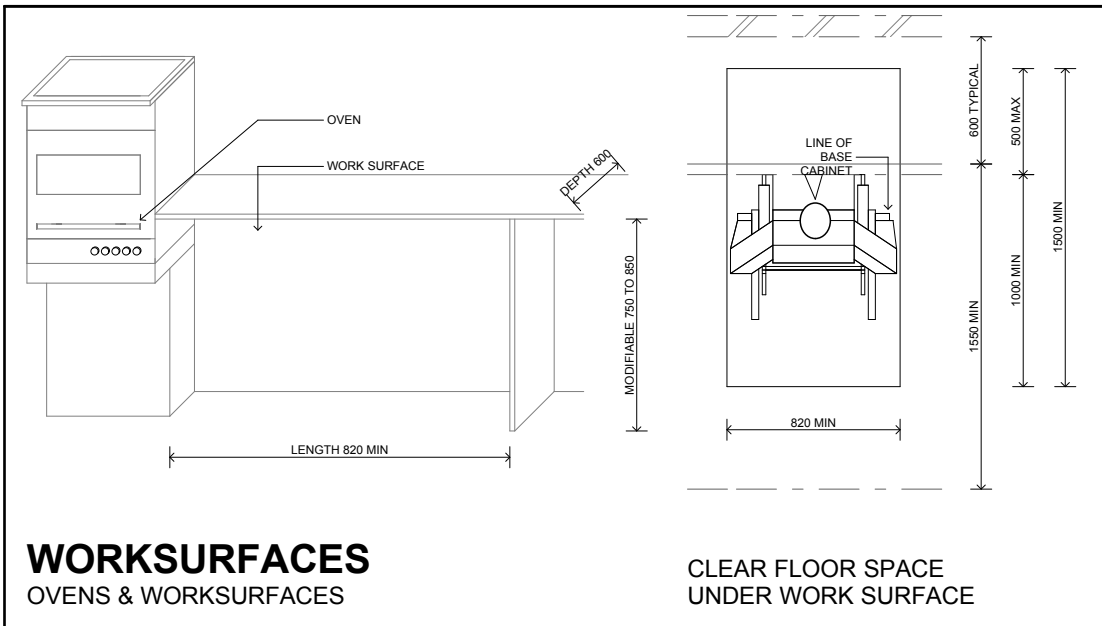 OVEN
WORK SURFACE
DEPTH 600
MODIFIABLE 750 TO 850
LENGTH 820 MIN
WORKSURFACES
OVENS & WORKSURFACES
LINE OF
BASE
CABINET
600 TYPICAL
500 MAX
1500 MIN
1000 MIN
1550 MIN
820 MIN
CLEAR FLOOR SPACE
UNDER WORK SURFACE